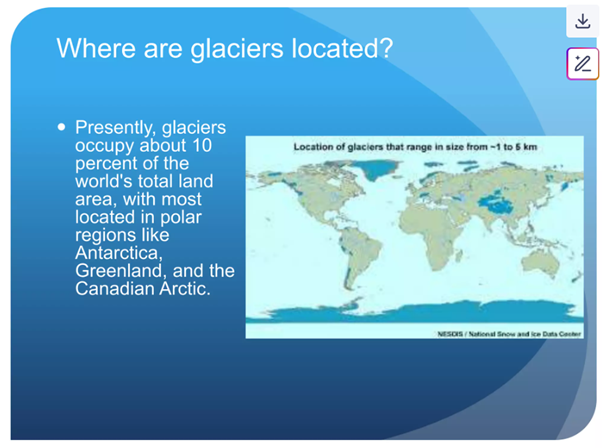 Where are glaciers located?
• Presently, glaciers
occupy about 10
percent of the
world's total land
area, with most
located in polar
regions like
Antarctica,
Greenland, and the
Canadian Arctic.
Location of glaciers that range in size from ~1 to 5 km
NESDIS / National Snow and Ice Data Center